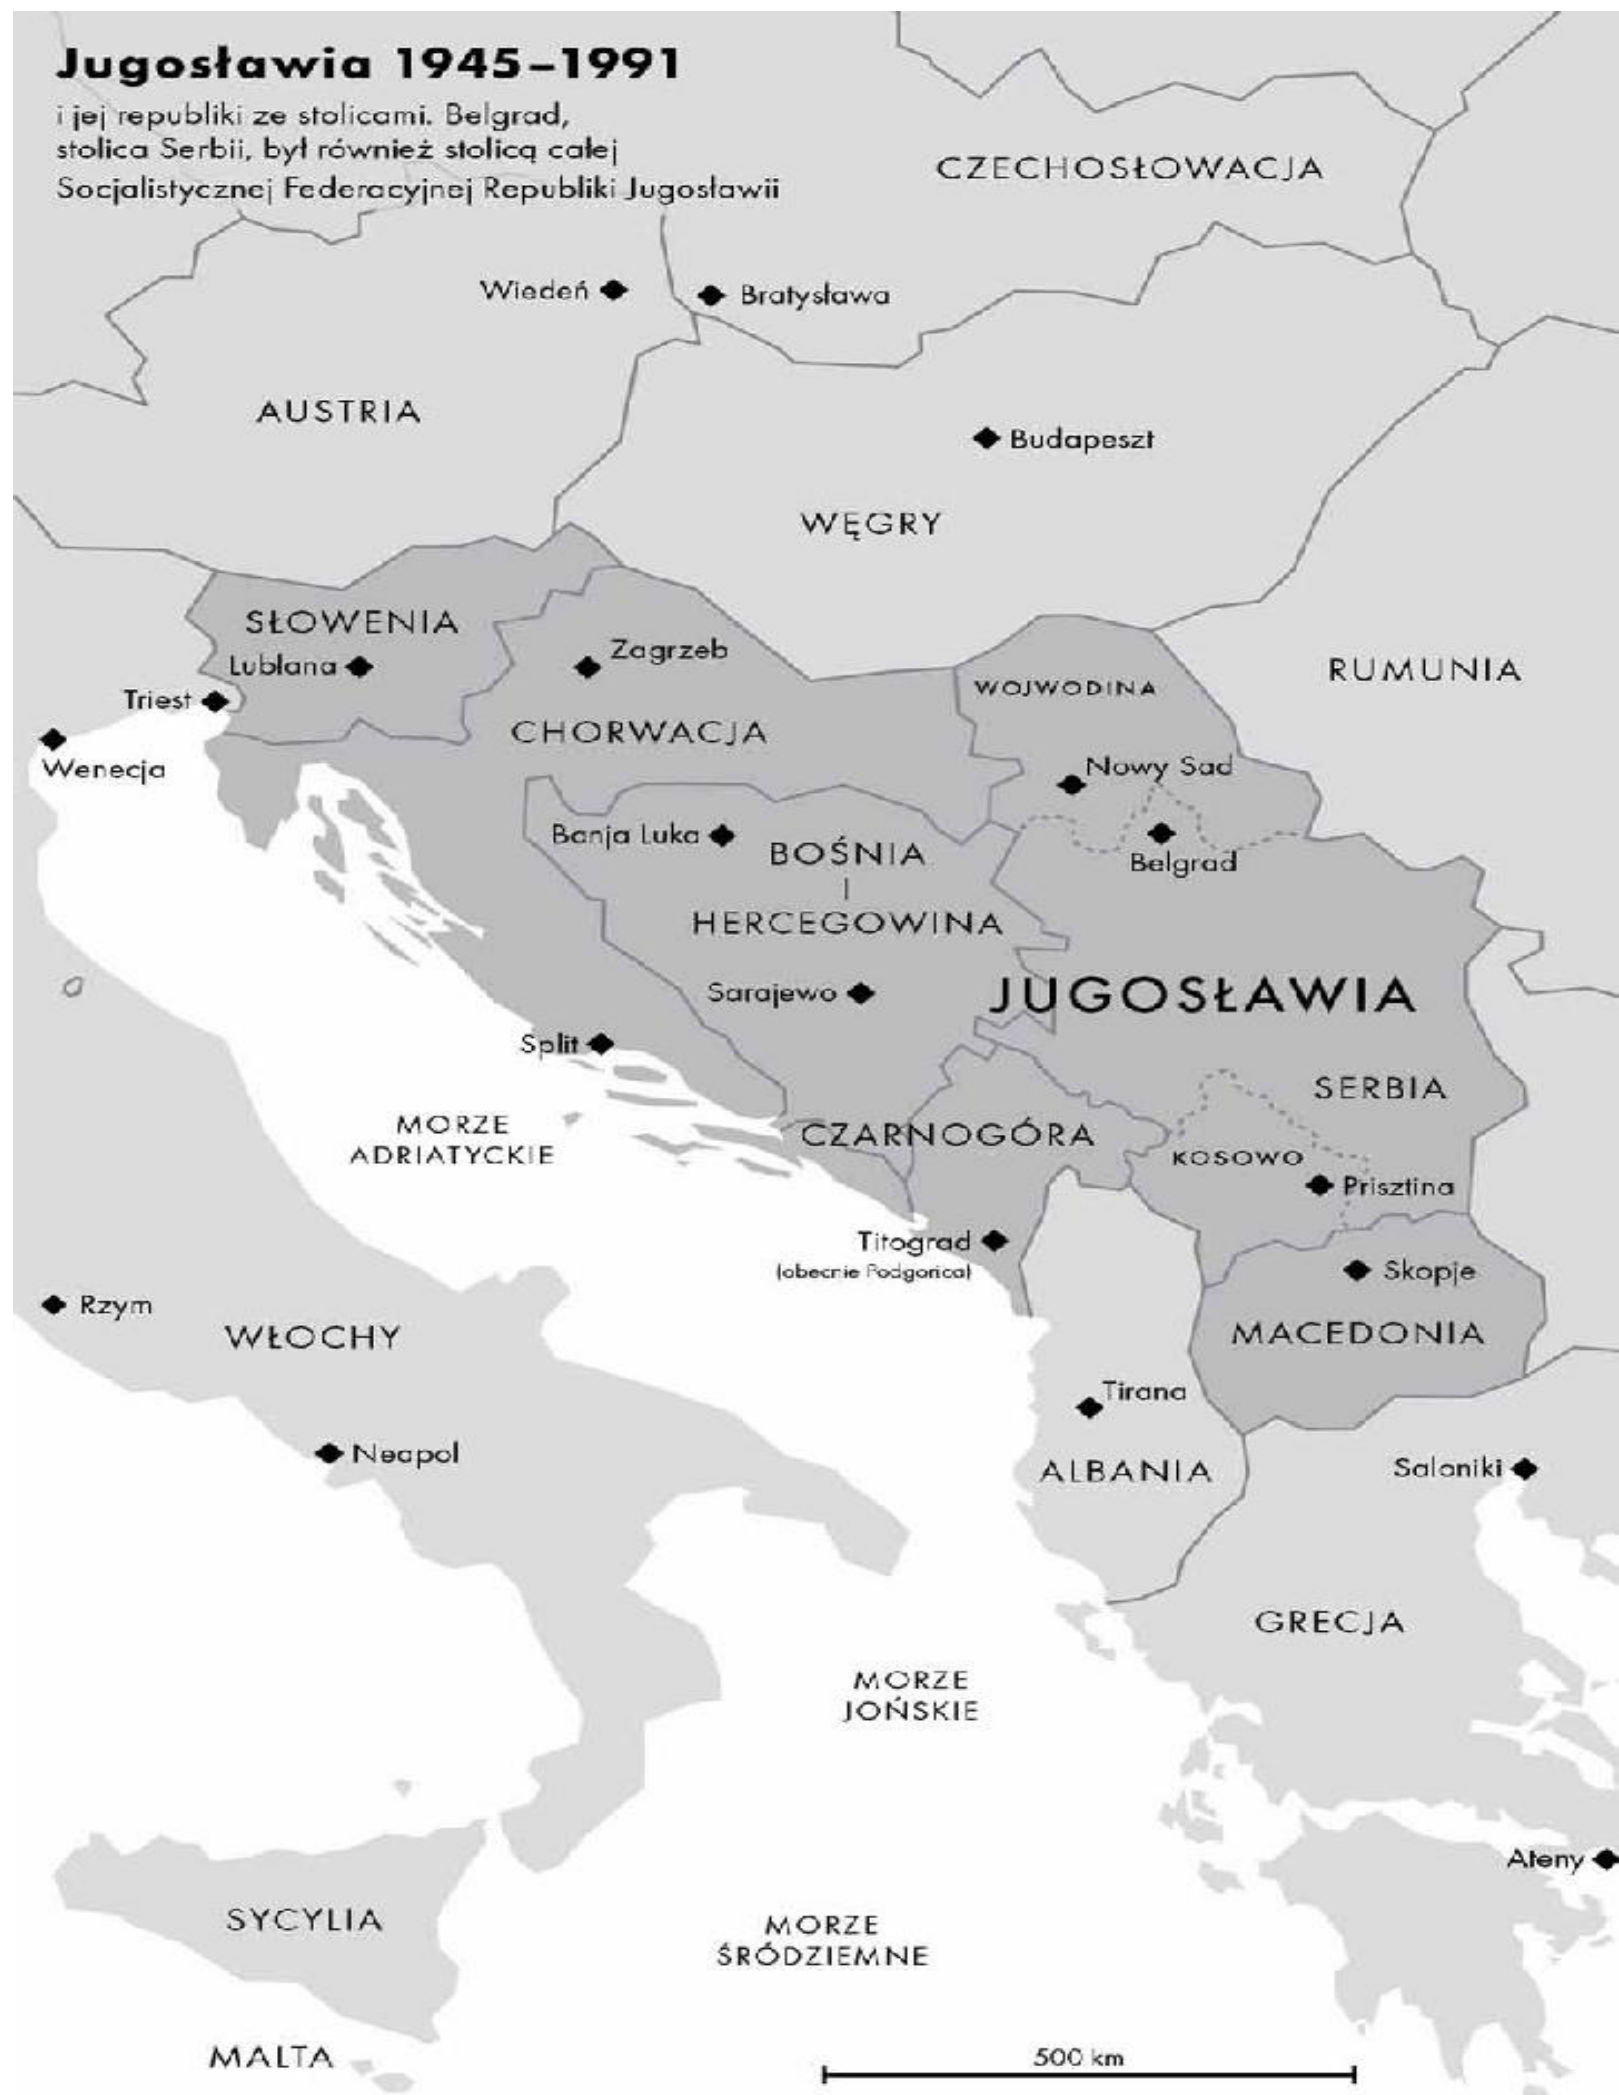 Jugosławia 1945–1991
i jej republiki ze stolicami. Belgrad,
stolica Serbii, był również stolicą całej
Socjalistycznej Federacyjnej Republiki Jugosławii
CZECHOSŁOWACJA
Wiedeń
Bratysława
AUSTRIA
Budapeszt
WĘGRY
SŁOWENIA
Zagrzeb
Lublana
RUMUNIA
WOJWODINA
Triest
CHORWACJA
Wenecja
Nowy Sad
Banja Luka
BOŚNIA
I
HERCEGOWINA
Belgrad
Sarajewo
JUGOSŁAWIA
Split
SERBIA
MORZE
ADRIATYCKIE
CZARNOGÓRA
KOSOWO
Prisztina
Titograd
(obecnie Podgorica)
Skopje
Rzym
WŁOCHY
MACEDONIA
Tirana
Neapol
ALBANIA
Saloniki
GRECJA
MORZE
JOŃSKIE
Ateny
SYCYLIA
MORZE
ŚRÓDZIEMNE
MALTA
500 km